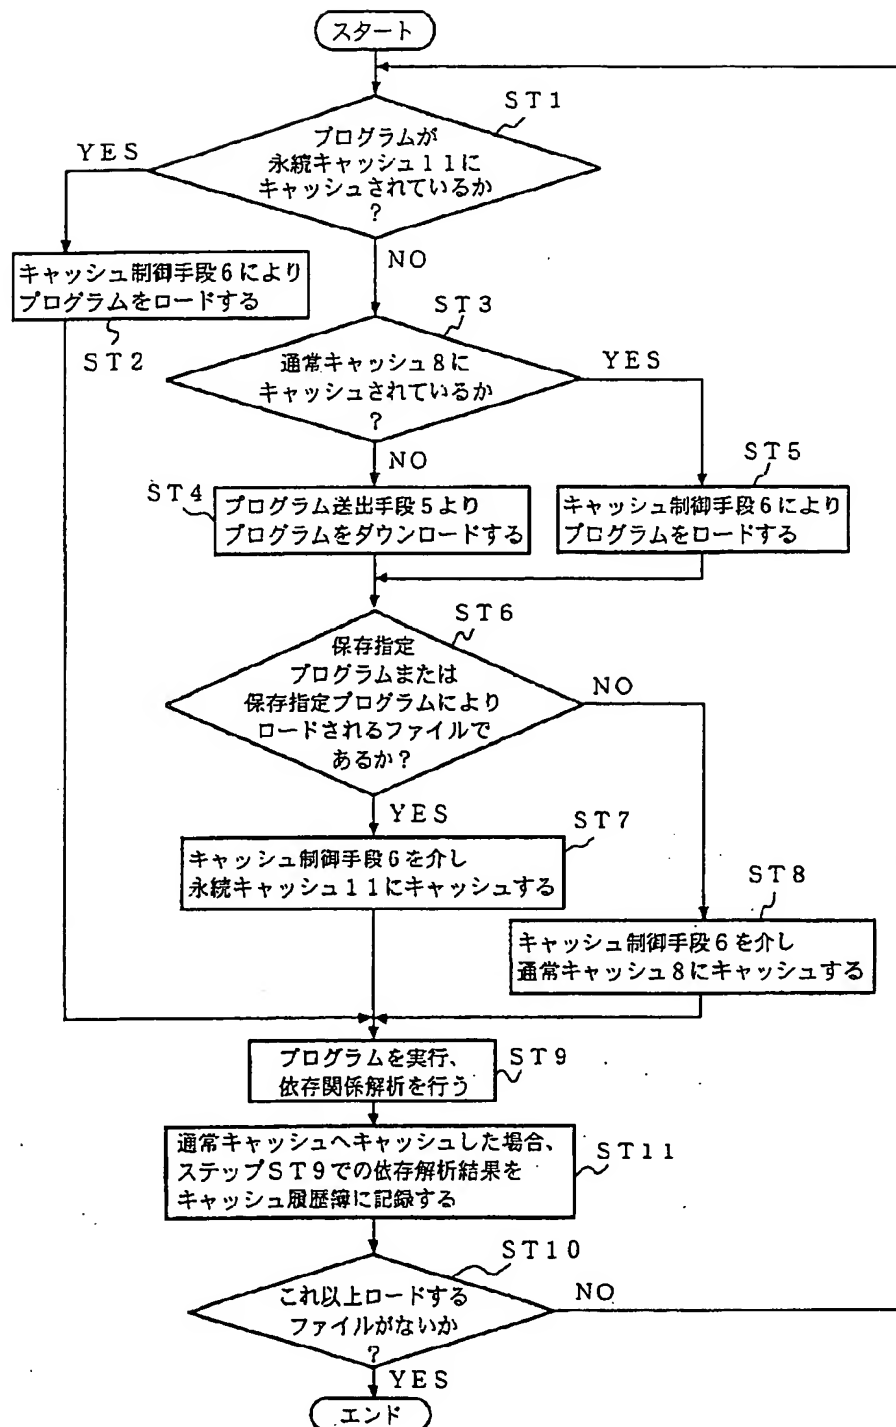 スタート
ST1
プログラムが
永続キャッシュ11に
キャッシュされているか
?
YES
NO
キャッシュ制御手段6により
プログラムをロードする
ST2
ST3
通常キャッシュ8に
キャッシュされているか
?
YES
NO
ST4
プログラム送出手段5より
プログラムをダウンロードする
ST5
キャッシュ制御手段6により
プログラムをロードする
ST6
保存指定
プログラムまたは
保存指定プログラムにより
ロードされるファイルで
あるか?
NO
YES
ST7
キャッシュ制御手段6を介し
永続キャッシュ11にキャッシュする
ST8
キャッシュ制御手段6を介し
通常キャッシュ8にキャッシュする
プログラムを実行、
依存関係解析を行う
ST9
通常キャッシュへキャッシュした場合、
ステップST9での依存解析結果を
キャッシュ履歴簿に記録する
ST11
ST10
これ以上ロードする
ファイルがないか
?
NO
YES
エンド